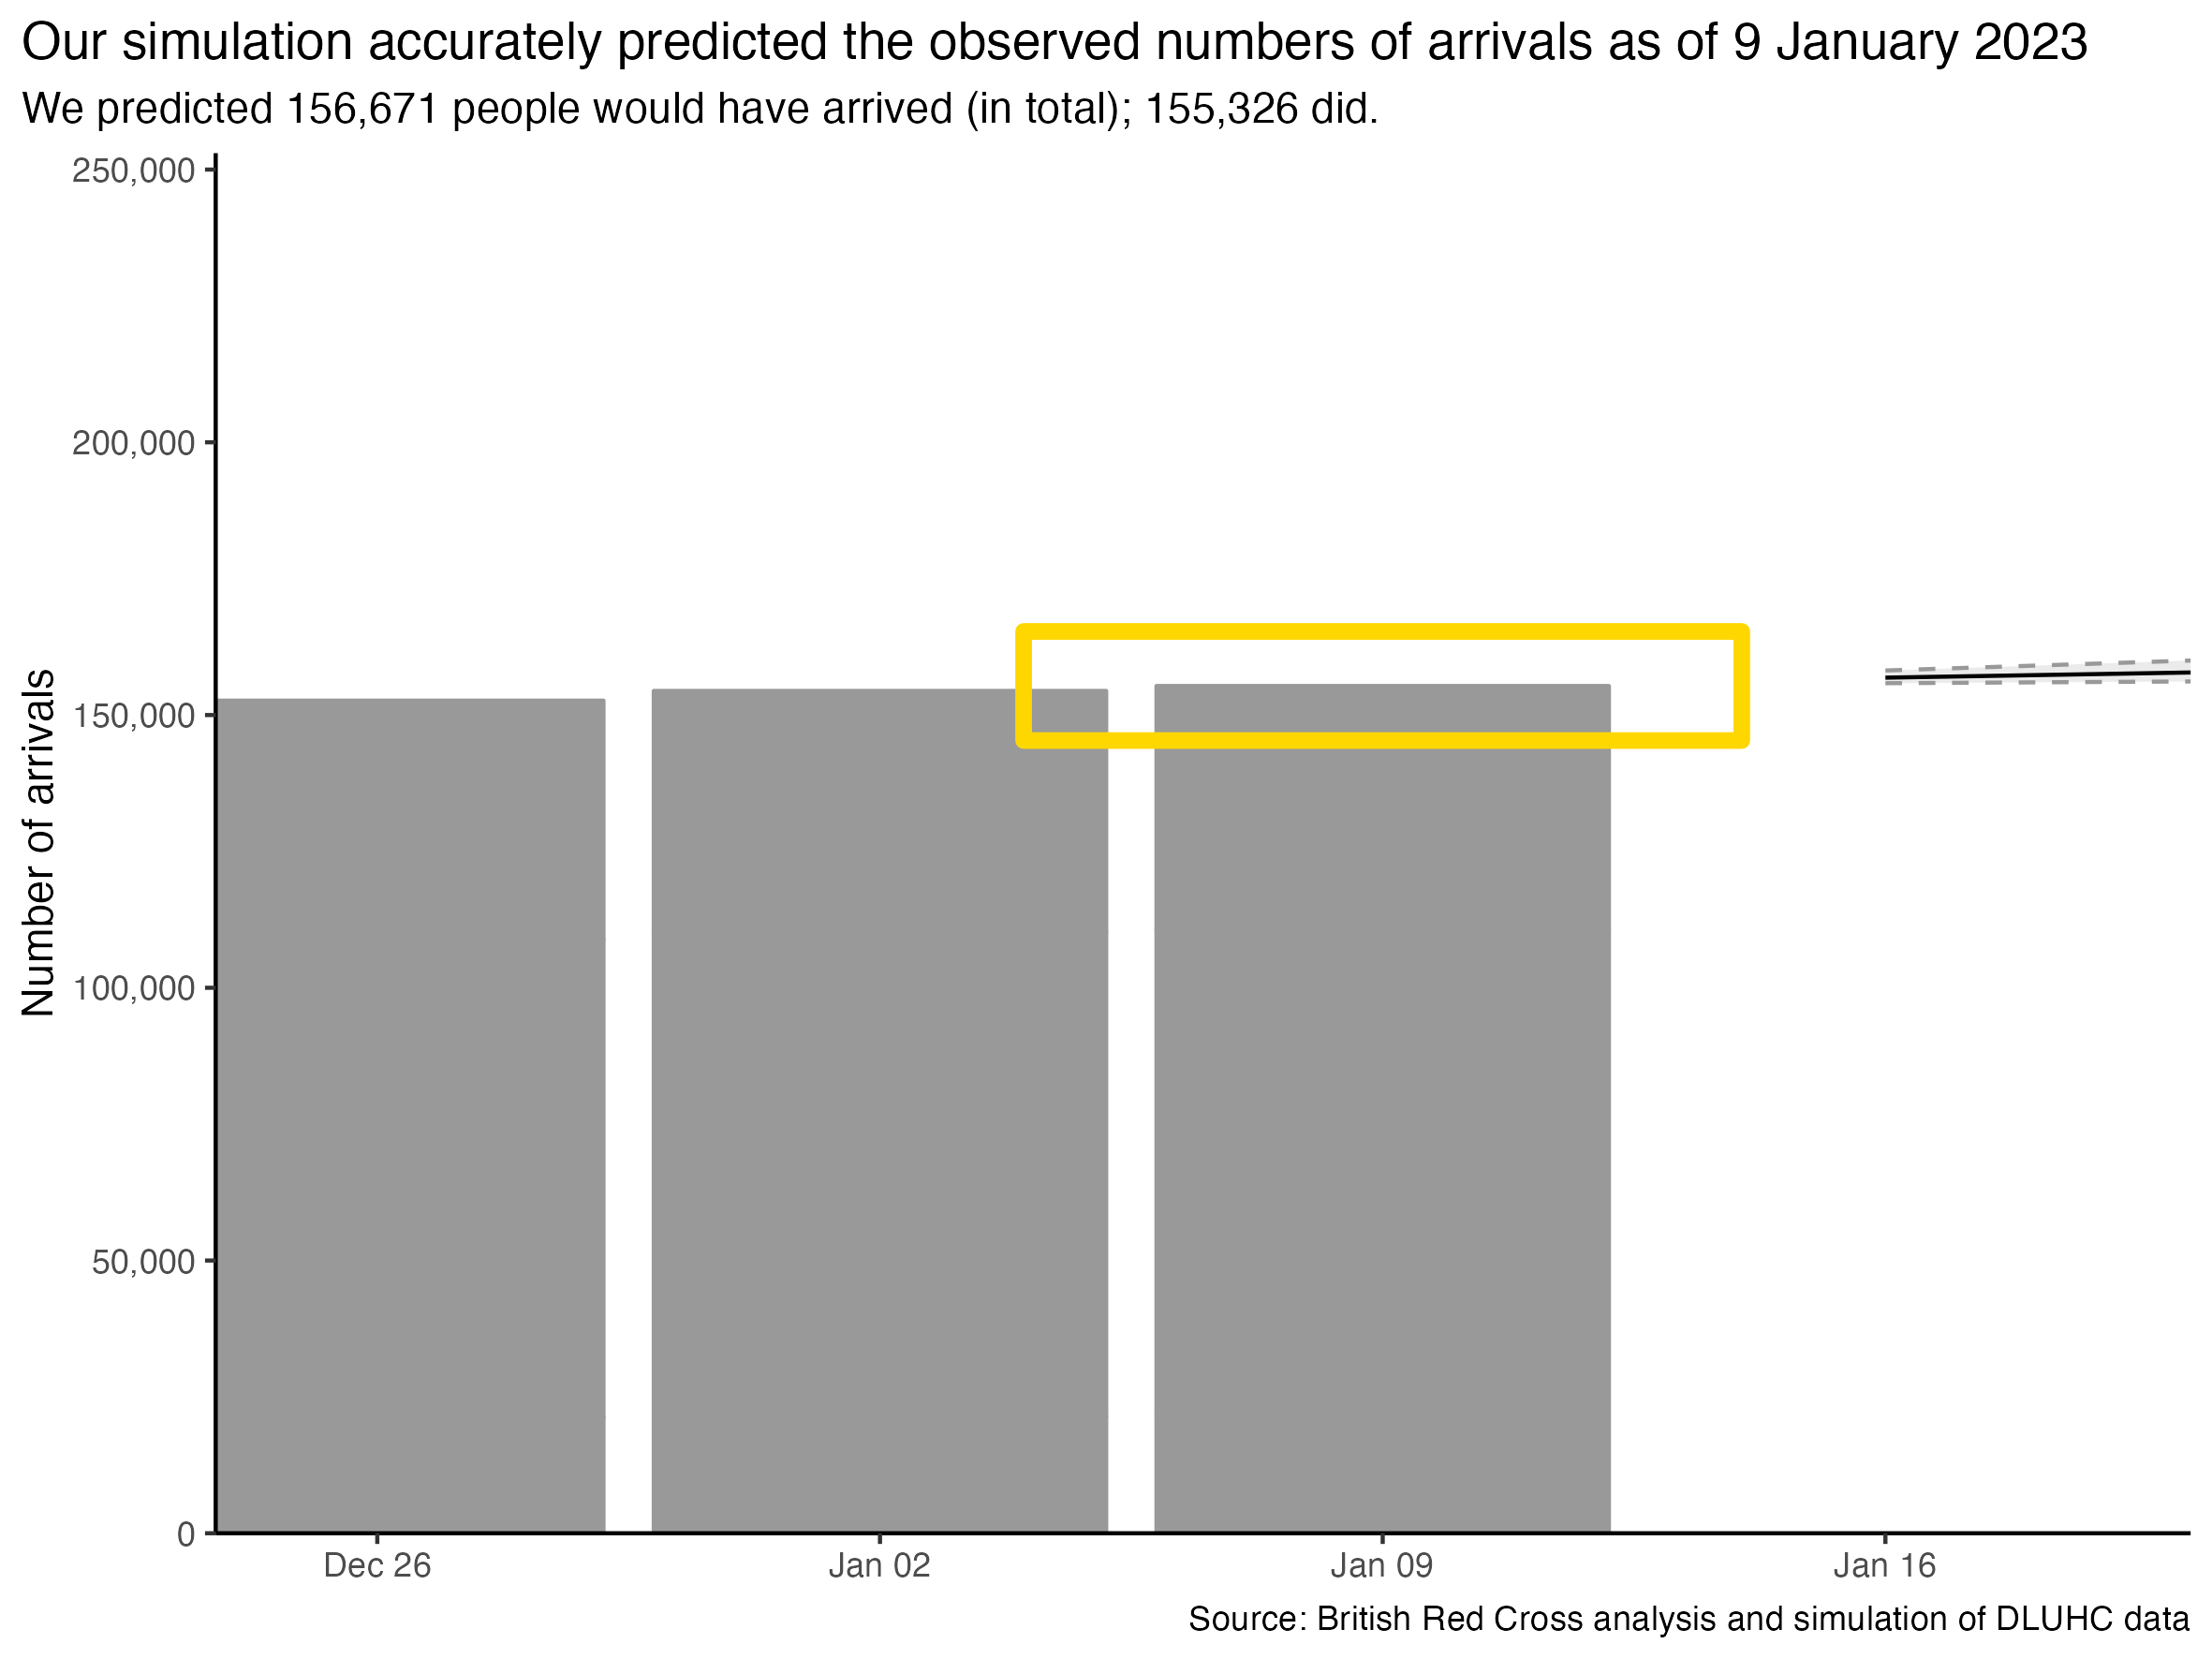 Our simulation accurately predicted the observed numbers of arrivals as of 9 January 2023
We predicted 156,671 people would have arrived (in total); 155,326 did.
250,000
200,000
150,000
100,000
50,000
0
Number of arrivals
Dec 26
Jan 02
Jan 09
Jan 16
Source: British Red Cross analysis and simulation of DLUHC data